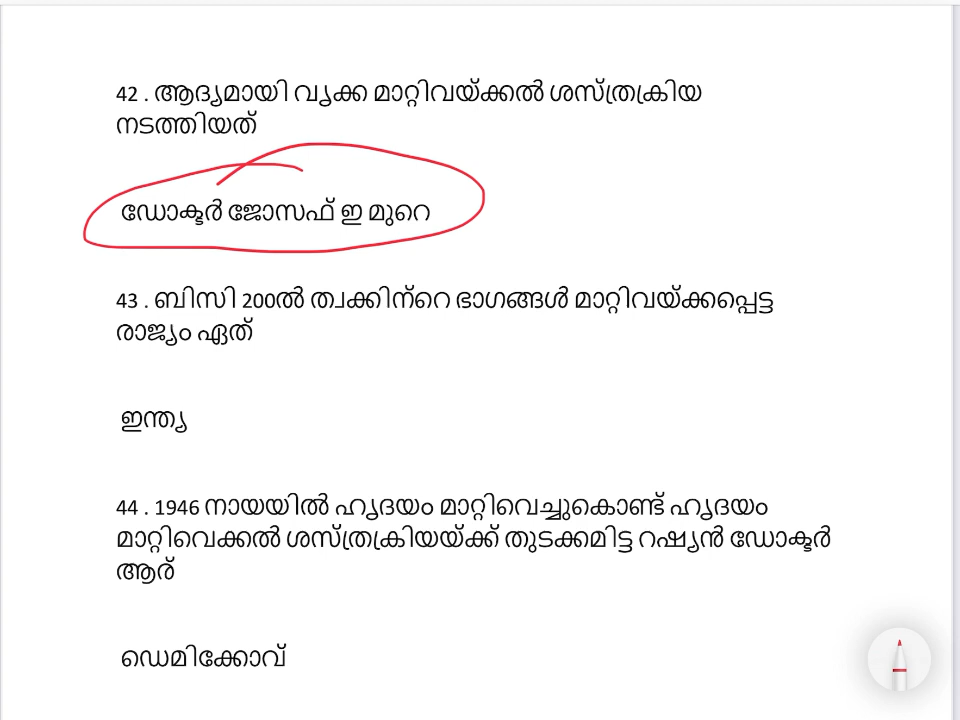 42 . ആദ്യമായി വൃക്ക മാറ്റിവയ്ക്കൽ ശസ്ത്രക്രിയ
നടത്തിയത്
ഡോക്ടർ ജോസഫ് ഇ മുറെ
43 . ബിസി 200ൽ ത്വക്കിന്റെ ഭാഗങ്ങൾ മാറ്റിവയ്ക്കപ്പെട്ട
രാജ്യം ഏത്
ഇന്ത്യ
44 . 1946 നായയിൽ ഹൃദയം മാറ്റിവെച്ചുകൊണ്ട് ഹൃദയം
മാറ്റിവെക്കൽ ശസ്ത്രക്രിയയ്ക്ക് തുടക്കമിട്ട റഷ്യൻ ഡോക്ടർ
ആര്
ഡെമിക്കോവ്